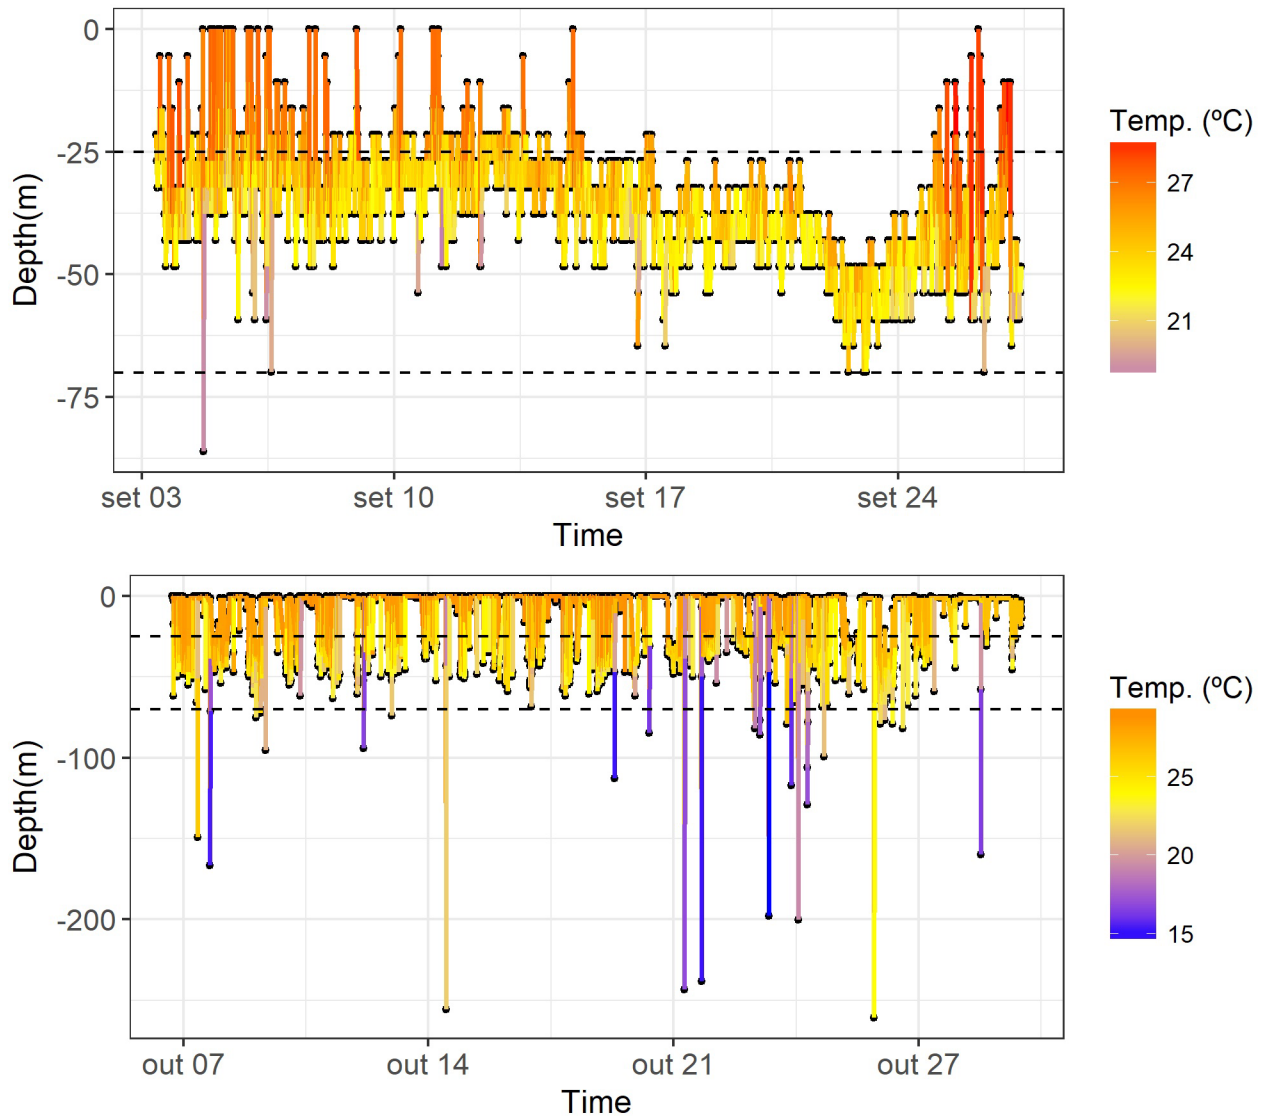 0
-25
-50
-75
Depth(m)
set 03 set 10 set 17 set 24
Time
Temp. (ºC)
27
24
21
0
-100
-200
Depth(m)
out 07 out 14 out 21 out 27
Time
Temp. (ºC)
25
20
15